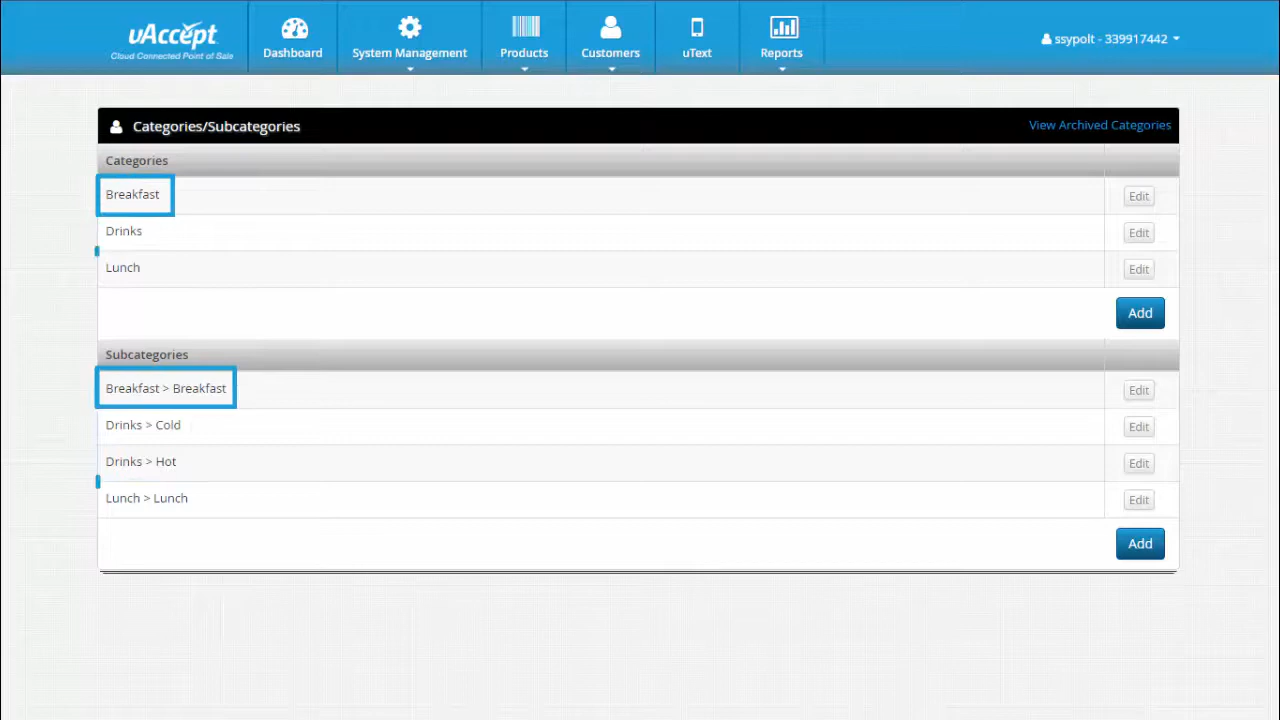 uAccept
Cloud Connected Point of Sale
Dashboard
System Management
Products
Customers
uText
Reports
ssypolt - 339917442
Categories/Subcategories
View Archived Categories
Categories
Breakfast
Edit
Drinks
Edit
Lunch
Edit
Add
Subcategories
Breakfast > Breakfast
Edit
Drinks > Cold
Edit
Drinks > Hot
Edit
Lunch > Lunch
Edit
Add